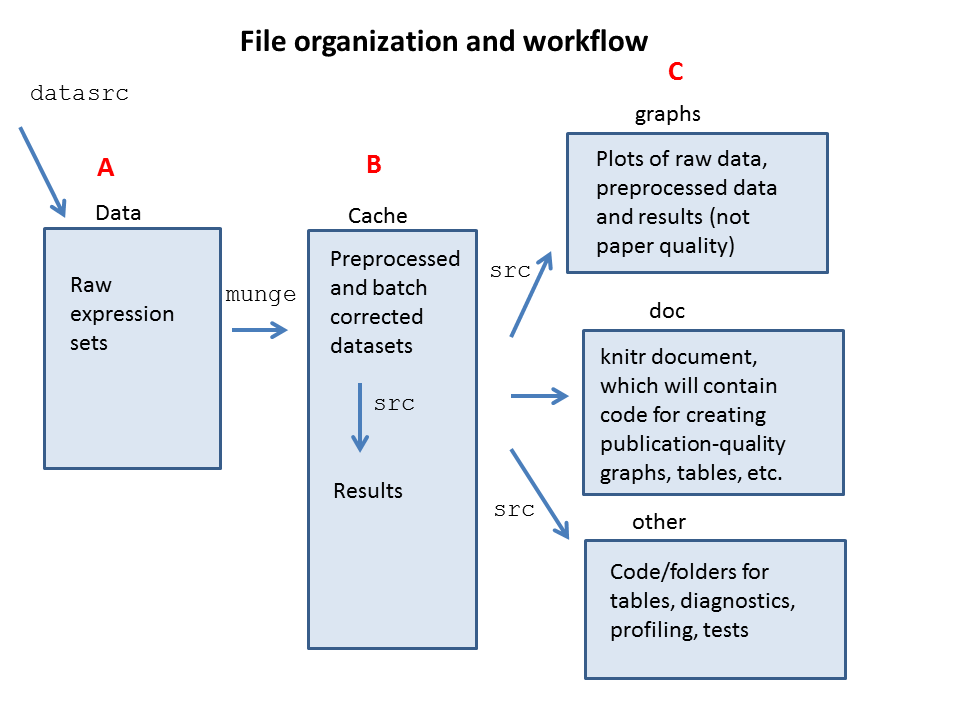 File organization and workflow
datasrc
A
Data
Raw
expression
sets
munge
B
Cache
Preprocessed
and batch
corrected
datasets
src
Results
C
src
graphs
Plots of raw data,
preprocessed data
and results (not
paper quality)
doc
knitr document,
which will contain
code for creating
publication-quality
graphs, tables, etc.
src
other
Code/folders for
tables, diagnostics,
profiling, tests